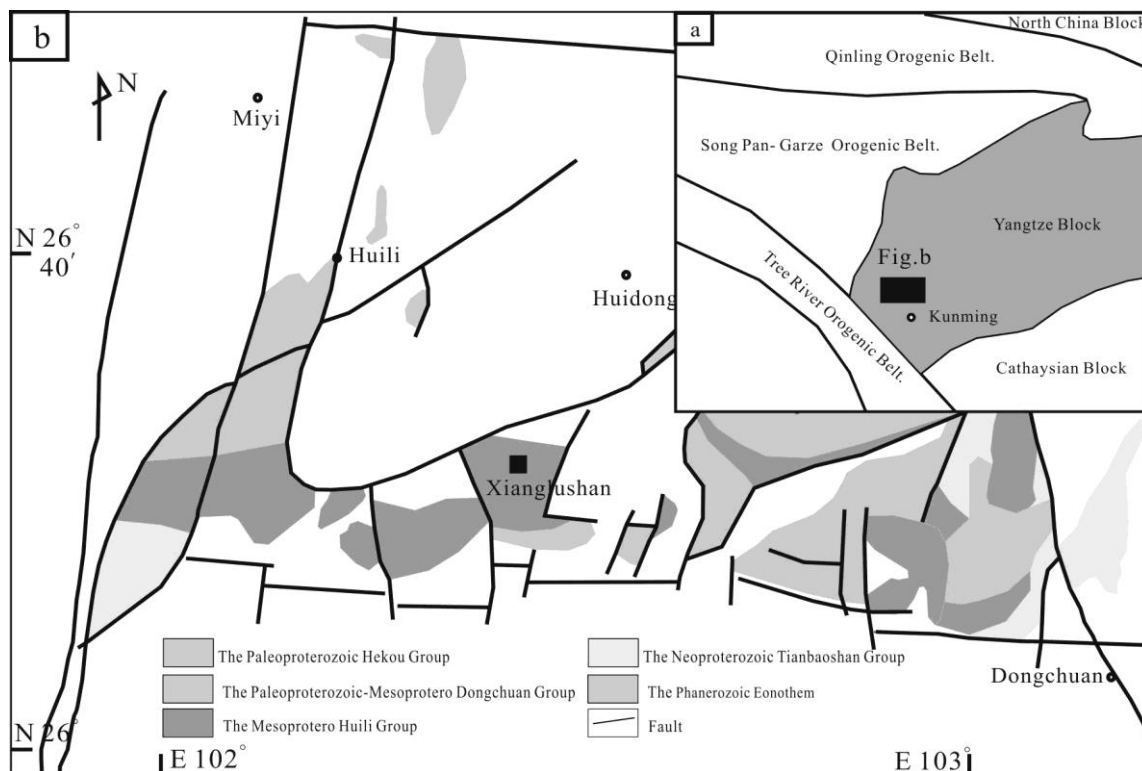 b
N
Miyi
N 26°
40′
Huili
Huidong
Xianglushan
Dongchuan
N 26°
E 102°
E 103°
a
North China Block
Qinling Orogenic Belt.
Song Pan- Garze Orogenic Belt.
Yangtze Block
Fig.b
Kunming
Tree River Orogenic Belt.
Cathaysian Block
The Paleoproterozoic Hekou Group
The Paleoproterozoic-Mesoprotero Dongchuan Group
The Mesoprotero Huili Group
The Neoproterozoic Tianbaoshan Group
The Phanerozoic Eonothem
Fault